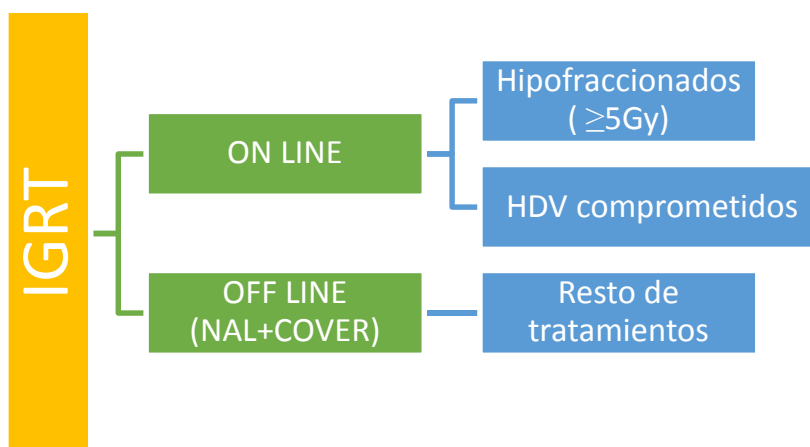 IGRT
ON LINE
Hipofraccionados
( ≥5Gy)
HDV comprometidos
OFF LINE
(NAL+COVER)
Resto de
tratamientos